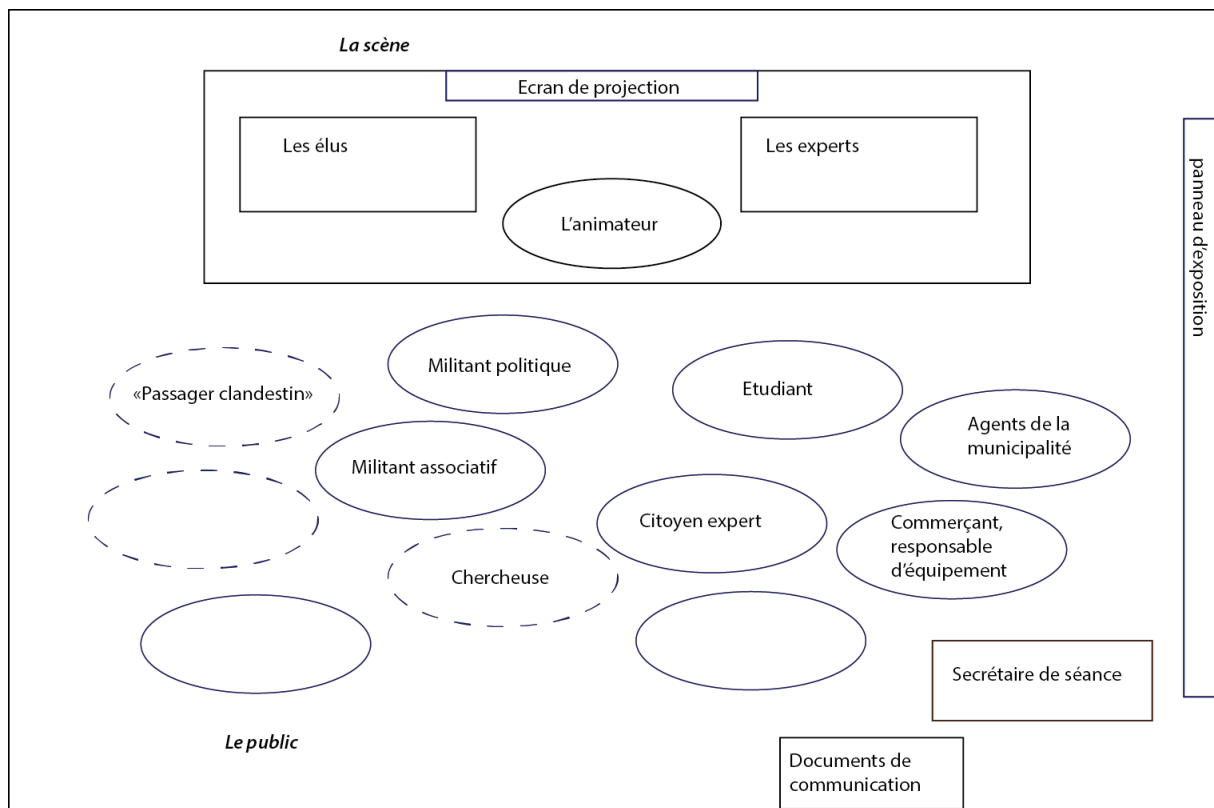 La scène
Ecran de projection
Les élus
Les experts
L'animateur
panneau d'exposition
Militant politique
«Passager clandestin»
Etudiant
Agents de la
municipalité
Militant associatif
Citoyen expert
Commerçant,
responsable
d'équipement
Chercheuse
Secrétaire de séance
Le public
Documents de
communication